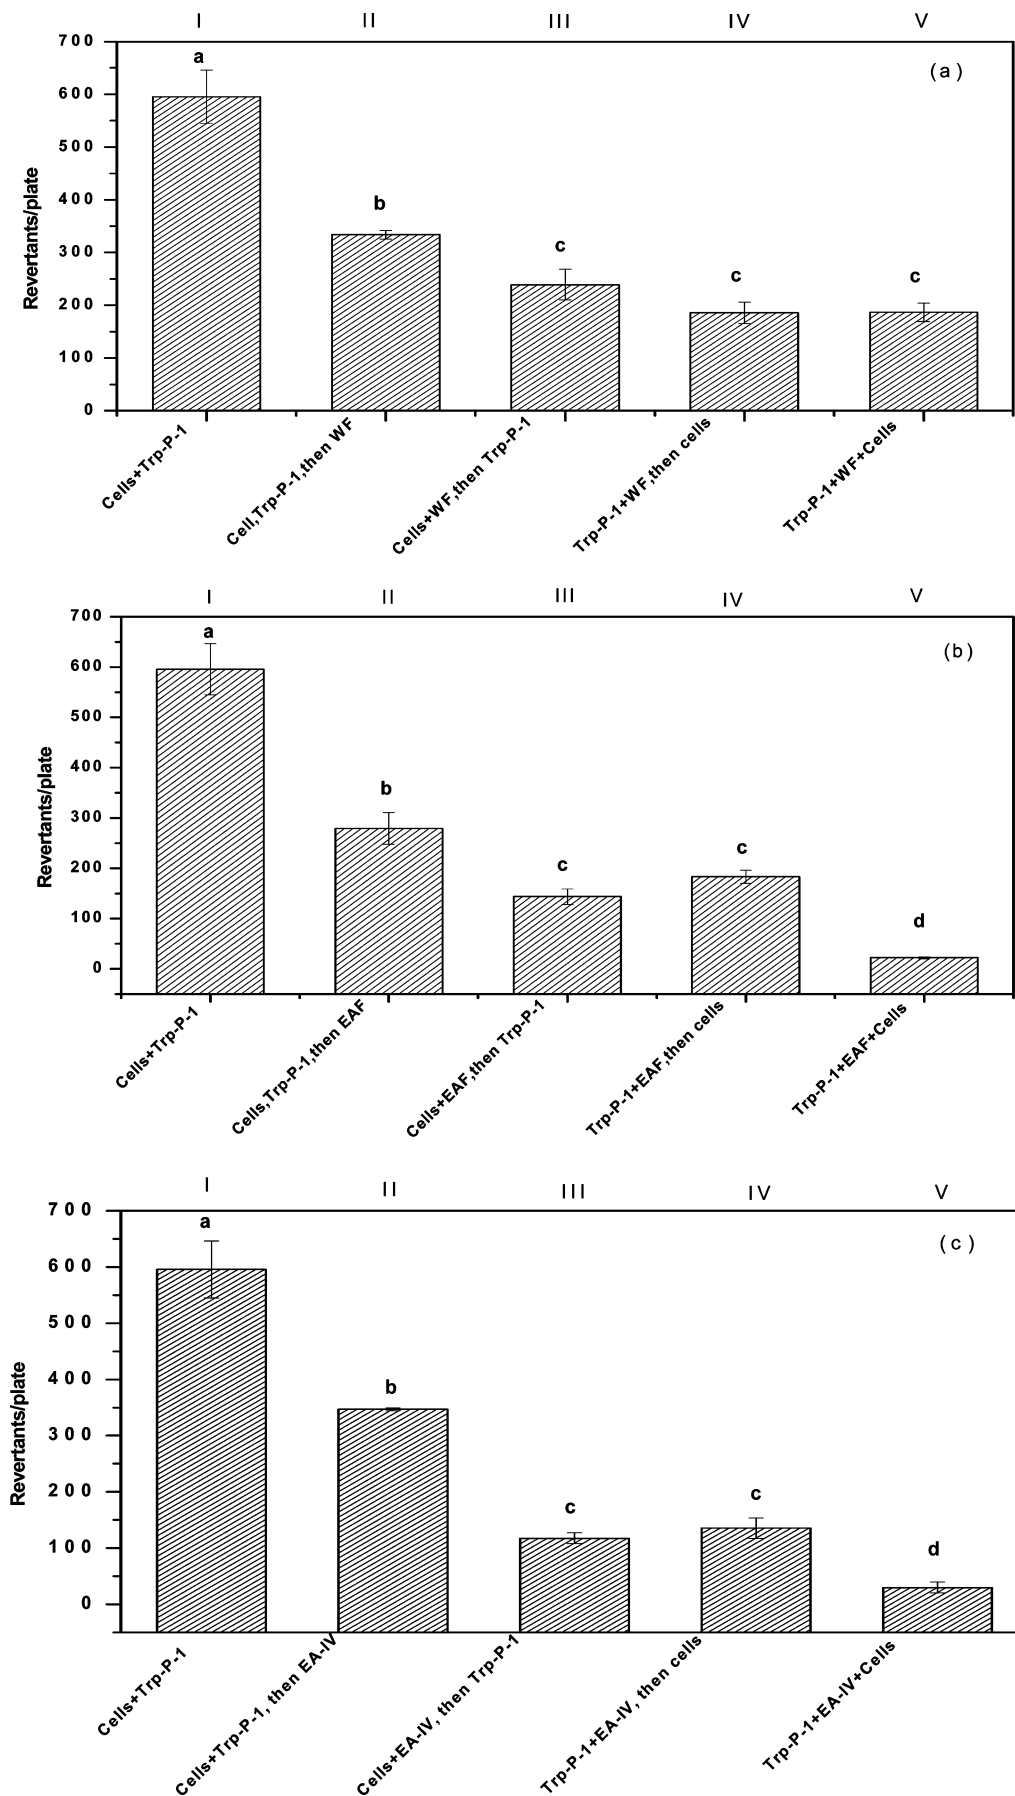 I II III IV V
(a)
700
600
500
400
300
200
100
0
Revertants/plate
a
b
c
c
c
Cells+Trp-P-1
Cell,Trp-P-1,then WF
Cells+WF,then Trp-P-1
Trp-P-1+WF,then cells
Trp-P-1+WF+Cells
I II III IV V
(b)
700
600
500
400
300
200
100
0
Revertants/plate
a
b
c
c
d
Cells+Trp-P-1
Cells,Trp-P-1,then EAF
Cells+EAF,then Trp-P-1
Trp-P-1+EAF,then cells
Trp-P-1+EAF+Cells
I II III IV V
(c)
700
600
500
400
300
200
100
0
Revertants/plate
a
b
c
c
d
Cells+Trp-P-1
Cells+Trp-P-1, then EA-IV
Cells+EA-IV, then Trp-P-1
Trp-P-1+EA-IV, then cells
Trp-P-1+EA-IV+Cells